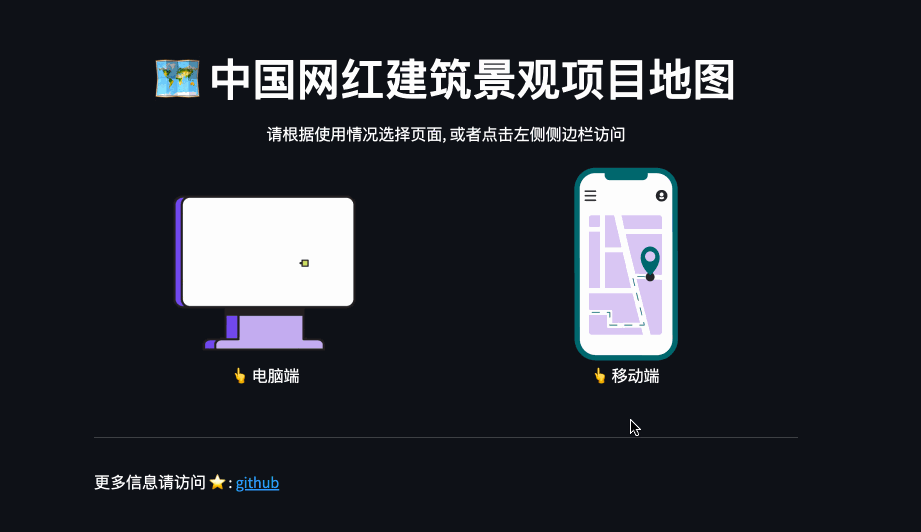 🗺️ 中国网红建筑景观项目地图
请根据使用情况选择页面, 或者点击左侧侧边栏访问
👆 电脑端
👆 移动端
更多信息请访问 ⭐ : github